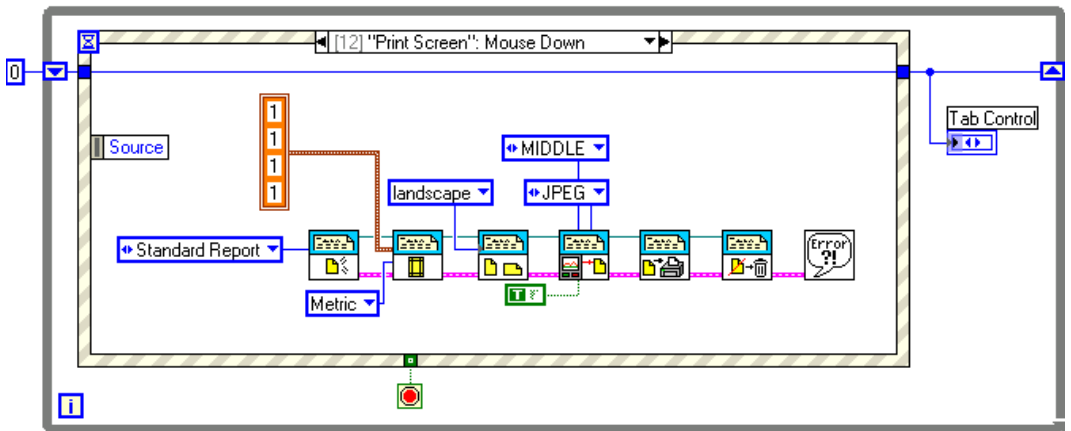 [12] "Print Screen": Mouse Down
0
Tab Control
1
1
1
1
Source
MIDDLE
landscape
JPEG
Standard Report
Error
?!
Metric
T
i